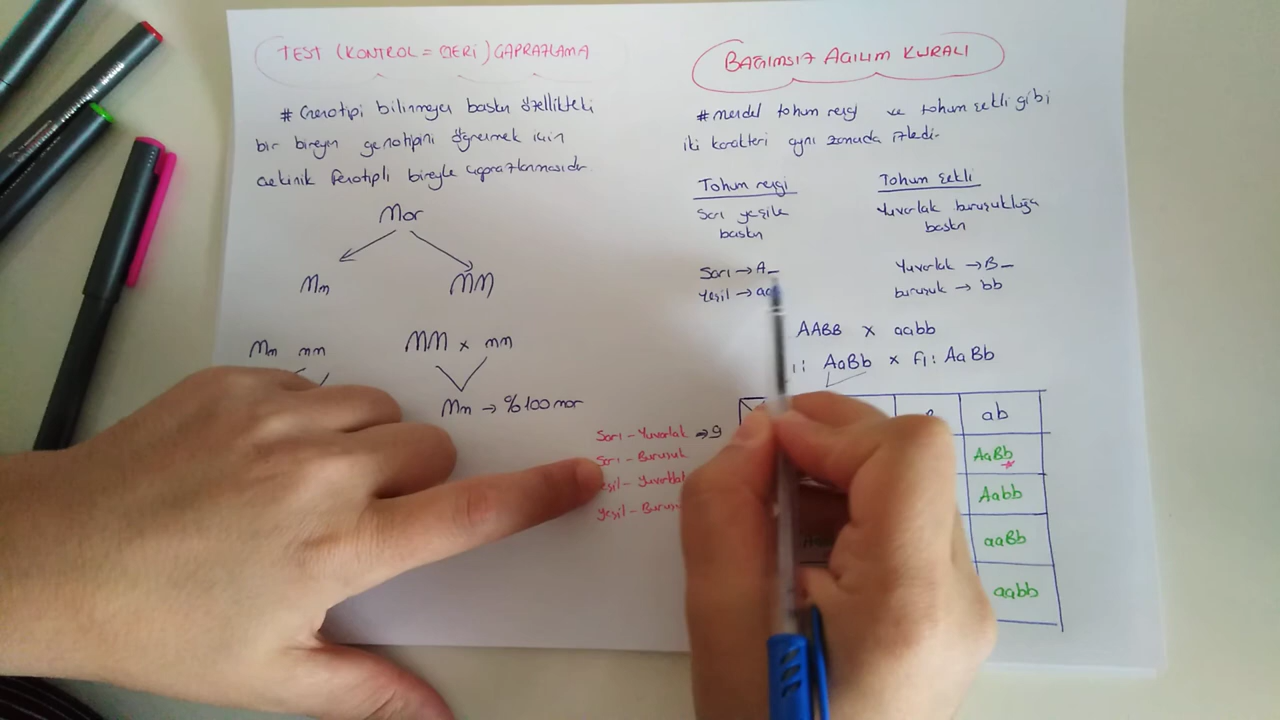 TEST (KONTROL = GERİ) ÇAPRAZLAMA
# Genotipi bilinmeyen baskın özellikteki
bir bireyin genotipini öğrenmek için
çekinik fenotipli bireyle çaprazlanmasıdır.
Mor
Mm MM
Mm mm
MM x mm
Mm → %100 mor
BAĞIMSIZ AÇILIM KURALI
# mendel tohum rengi ve tohum şekli gibi
iki karakteri aynı zamanda izledi.
Tohum rengi
Sarı yeşile
baskın
Sarı → A_
Yeşil → aa
Tohum şekli
Yuvarlak buruşukluğa
baskın
Yuvarlak → B_
buruşuk → bb
AABB x aabb
AaBb x F1: AaBb
ab
AaBb
Aabb
aaBb
aabb
Sarı - Yuvarlak → 9
Sarı - Buruşuk